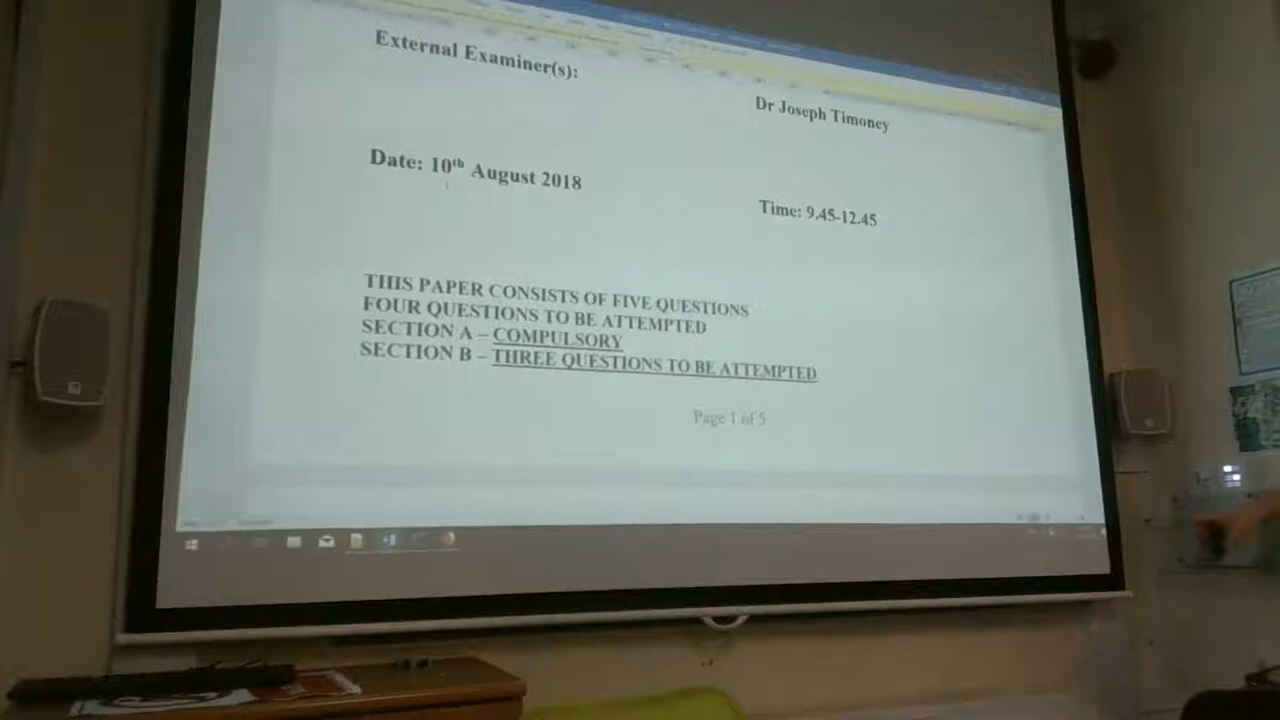 External Examiner(s):
Dr Joseph Timoney
Date: 10th August 2018
Time: 9.45-12.45
THIS PAPER CONSISTS OF FIVE QUESTIONS
FOUR QUESTIONS TO BE ATTEMPTED
SECTION A – COMPULSORY
SECTION B – THREE QUESTIONS TO BE ATTEMPTED
Page 1 of 5